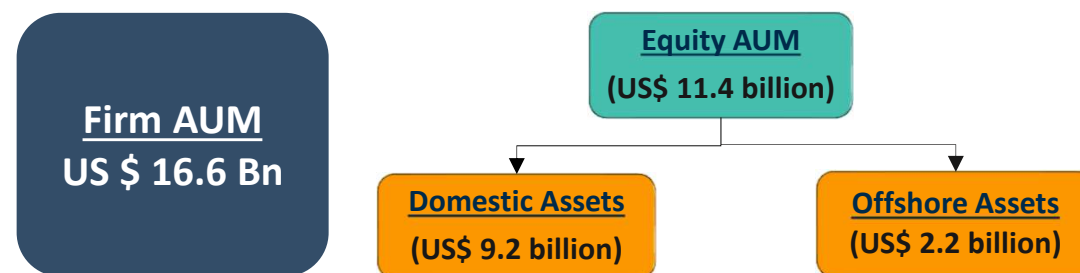 Firm AUM
US $ 16.6 Bn
Equity AUM
(US$ 11.4 billion)
Domestic Assets
(US$ 9.2 billion)
Offshore Assets
(US$ 2.2 billion)